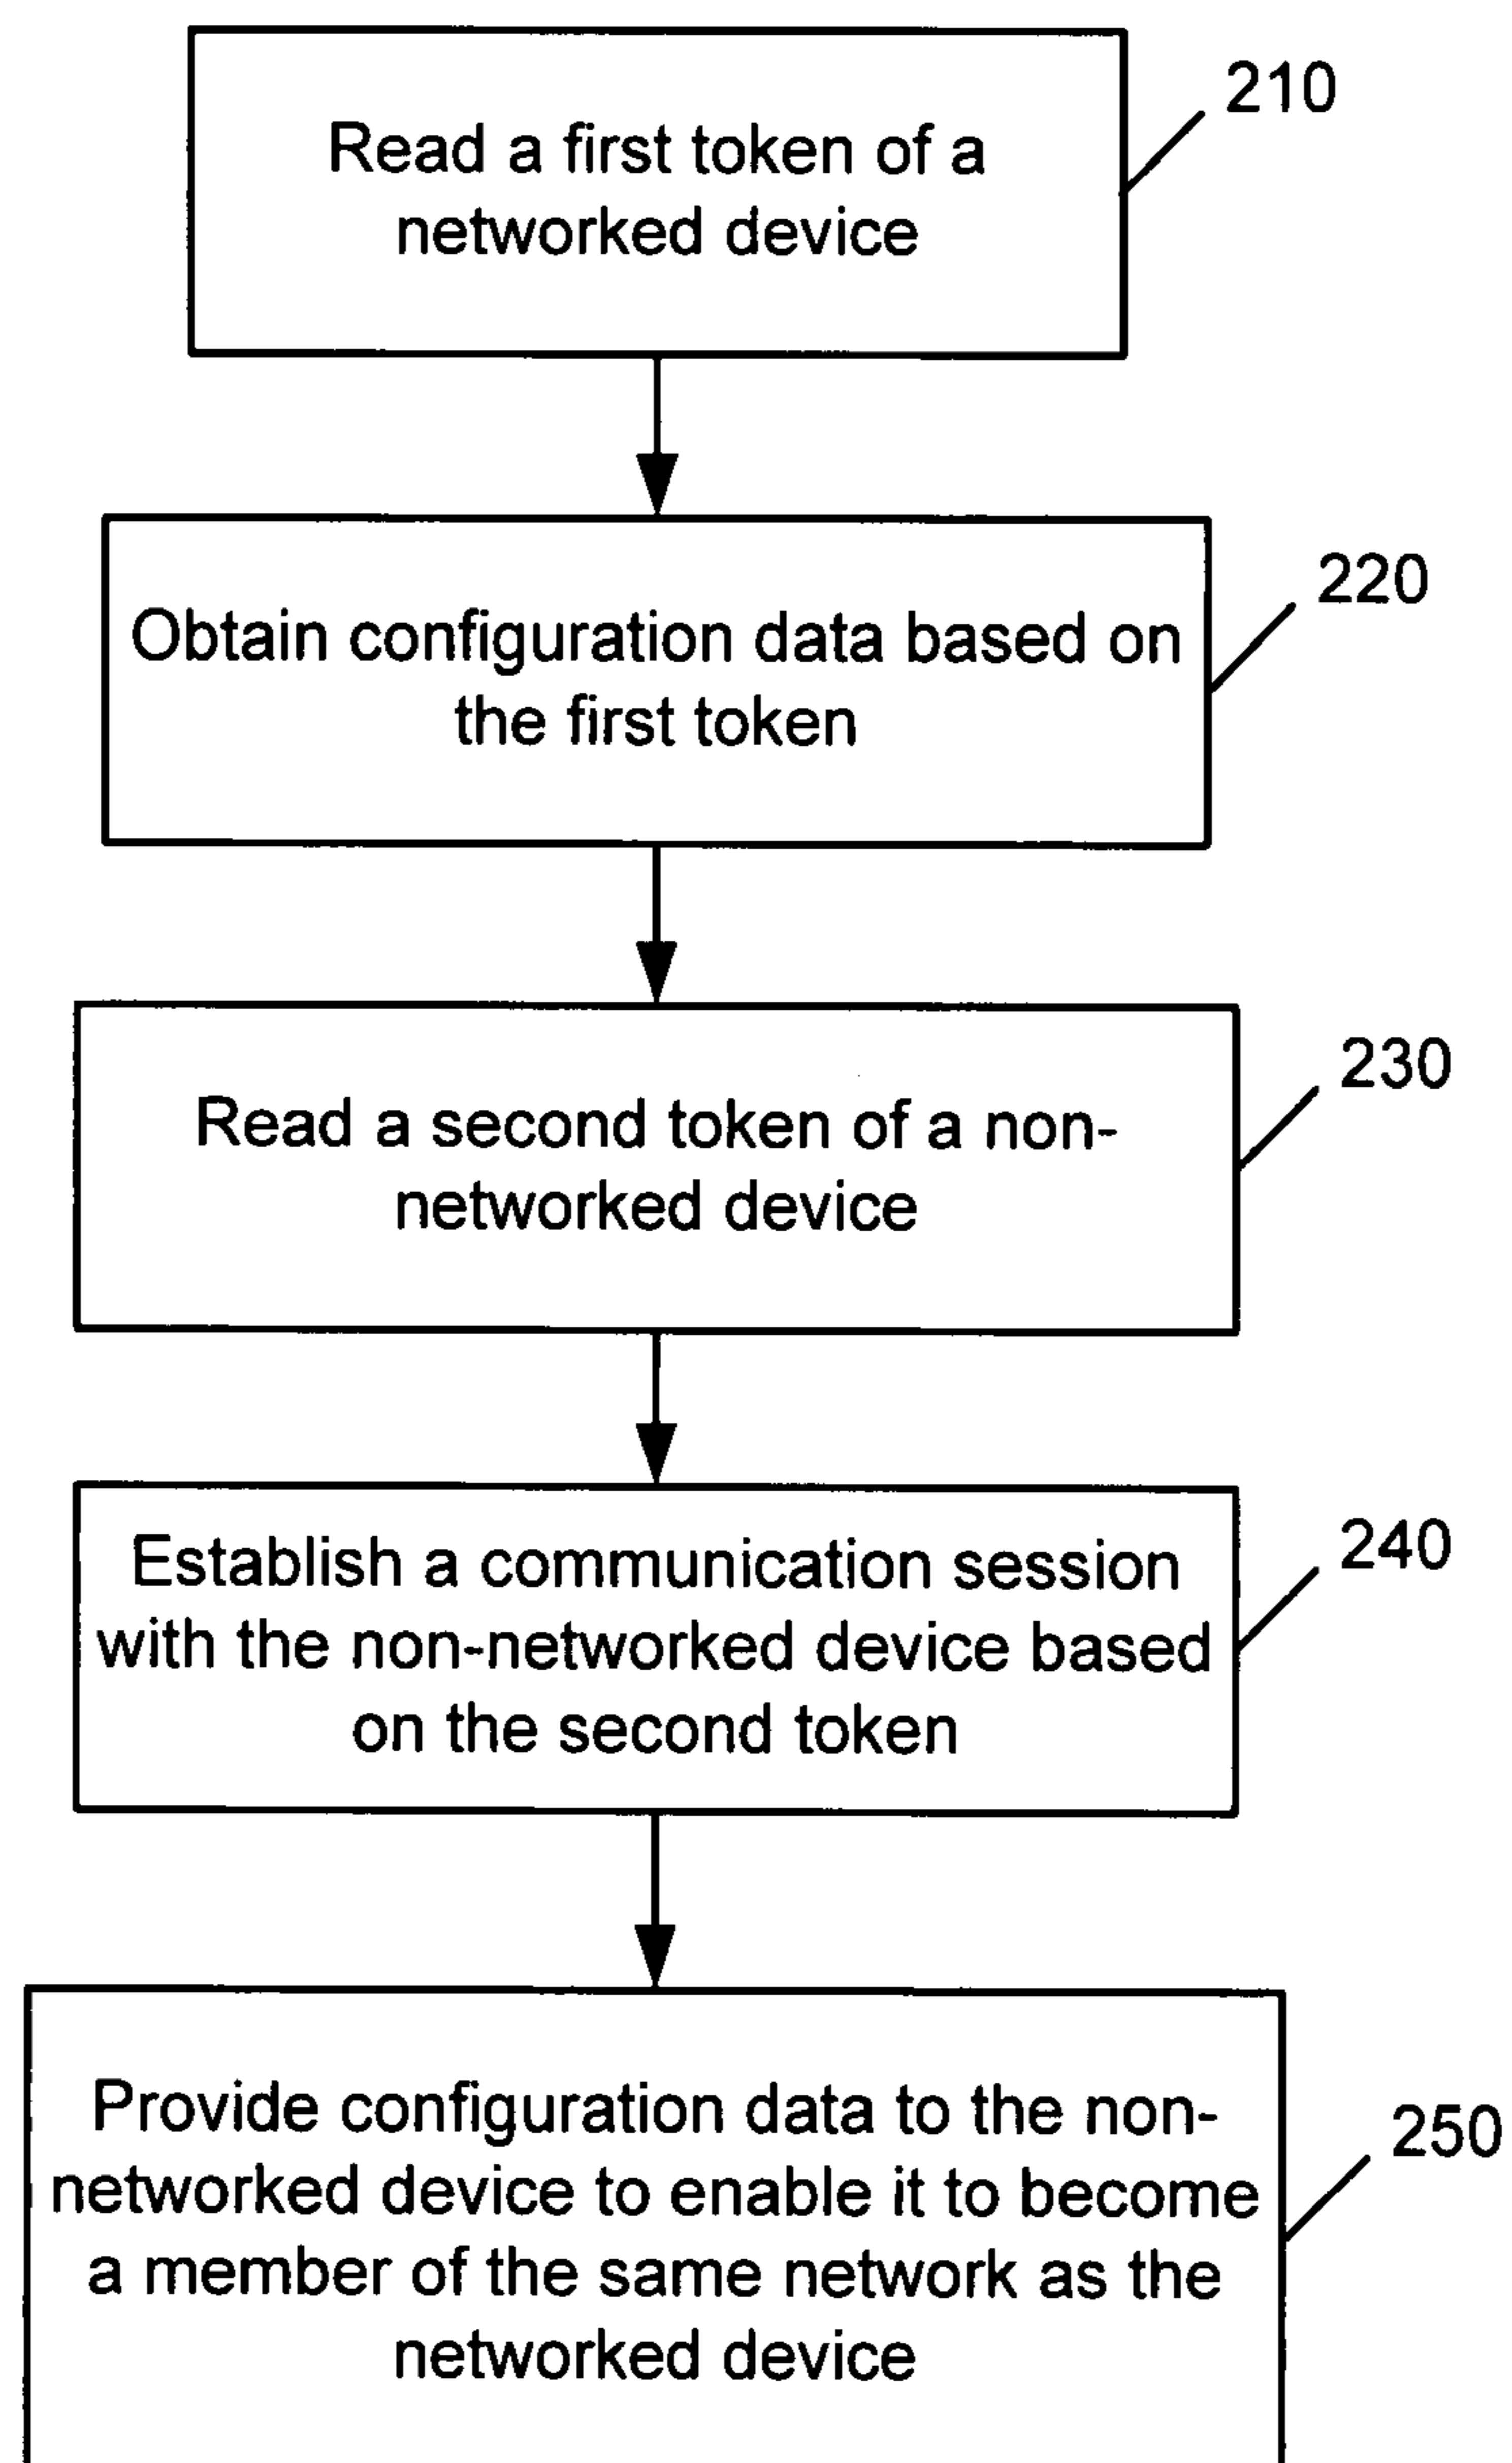 Read a first token of a
networked device
210
Obtain configuration data based on
the first token
220
Read a second token of a non-
networked device
230
Establish a communication session
with the non-networked device based
on the second token
240
Provide configuration data to the non-
networked device to enable it to become
a member of the same network as the
networked device
250